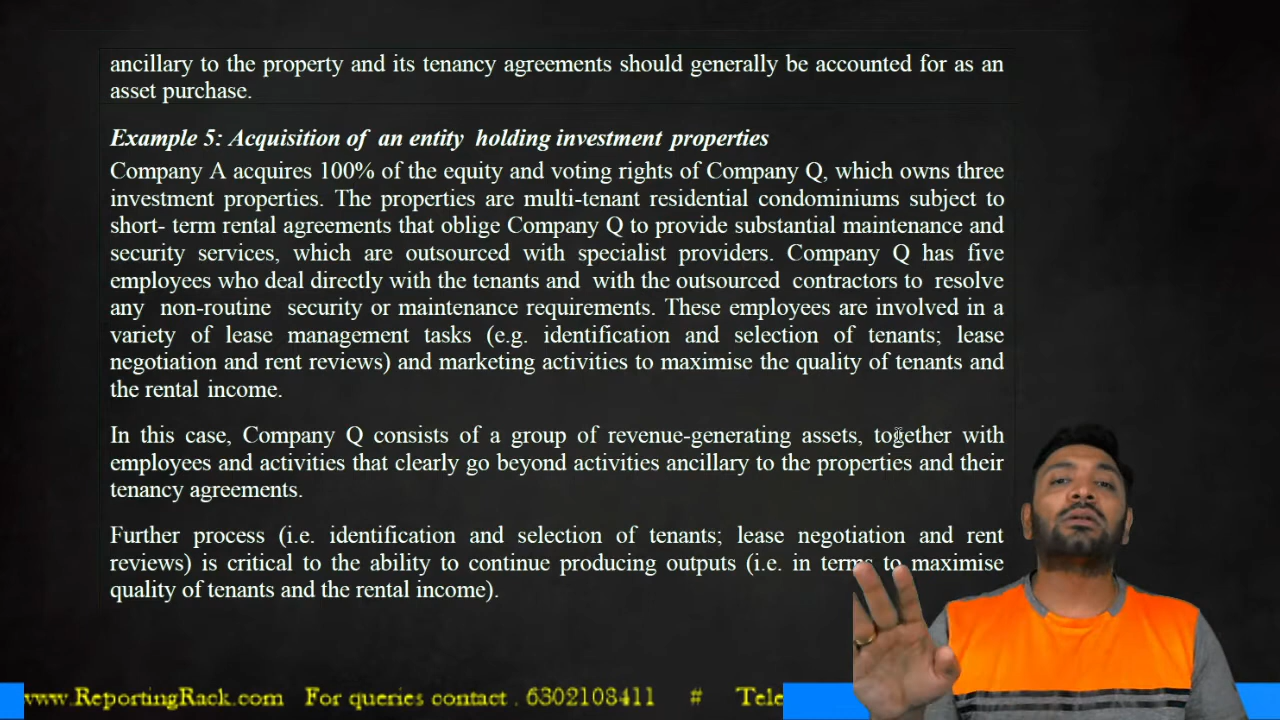 ancillary to the property and its tenancy agreements should generally be accounted for as an
asset purchase.
Example 5: Acquisition of an entity holding investment properties
Company A acquires 100% of the equity and voting rights of Company Q, which owns three
investment properties. The properties are multi-tenant residential condominiums subject to
short- term rental agreements that oblige Company Q to provide substantial maintenance and
security services, which are outsourced with specialist providers. Company Q has five
employees who deal directly with the tenants and with the outsourced contractors to resolve
any non-routine security or maintenance requirements. These employees are involved in a
variety of lease management tasks (e.g. identification and selection of tenants; lease
negotiation and rent reviews) and marketing activities to maximise the quality of tenants and
the rental income.
In this case, Company Q consists of a group of revenue-generating assets, together with
employees and activities that clearly go beyond activities ancillary to the properties and their
tenancy agreements.
Further process (i.e. identification and selection of tenants; lease negotiation and rent
reviews) is critical to the ability to continue producing outputs (i.e. in terms to maximise
quality of tenants and the rental income).
www.ReportingRack.com For queries contact . 6302108411 # Tele